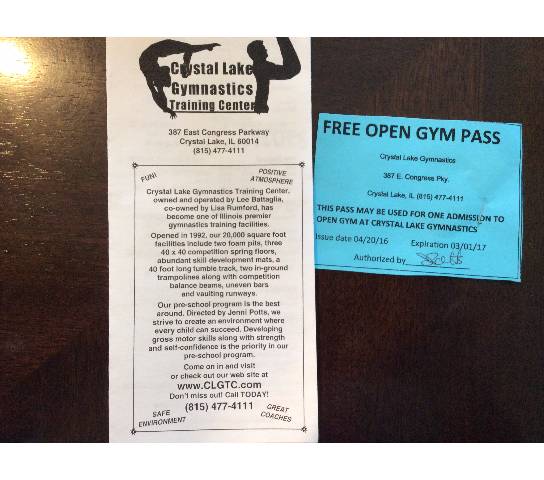 Crystal Lake
Gymnastics
Training Center
387 East Congress Parkway
Crystal Lake, IL 60014
(815) 477-4111
FUN!
POSITIVE
ATMOSPHERE
Crystal Lake Gymnastics Training Center,
owned and operated by Lee Battaglia,
co-owned by Lisa Rumford, has
become one of Illinois premier
gymnastics training facilities.
Opened in 1992, our 20,000 square foot
facilities include two foam pits, three
40 x 40 competition spring floors,
abundant skill development mats, a
40 foot long tumble track, two in-ground
trampolines along with competition
balance beams, uneven bars
and vaulting runways.
Our pre-school program is the best
around. Directed by Jenni Potts, we
strive to create an environment where
every child can succeed. Developing
gross motor skills along with strength
and self-confidence is the priority in our
pre-school program.
Come on in and visit
or check out our web site at
www.CLGTC.com
Don't miss out! Call TODAY!
(815) 477-4111
SAFE
ENVIRONMENT
GREAT
COACHES
FREE OPEN GYM PASS
Crystal Lake Gymnastics
387 E. Congress Pky.
Crystal Lake, IL (815) 477-4111
THIS PASS MAY BE USED FOR ONE ADMISSION TO
OPEN GYM AT CRYSTAL LAKE GYMNASTICS
Issue date 04/20/16 Expiration 03/01/17
Authorized by